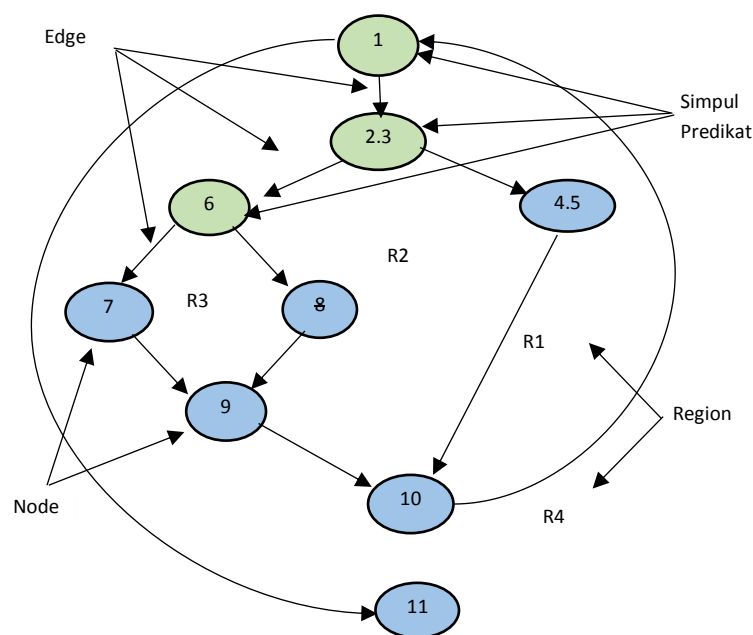 Edge
1
Simpul
Predikat
2.3
6
4.5
R2
7
R3
8
R1
9
Region
Node
10
R4
11